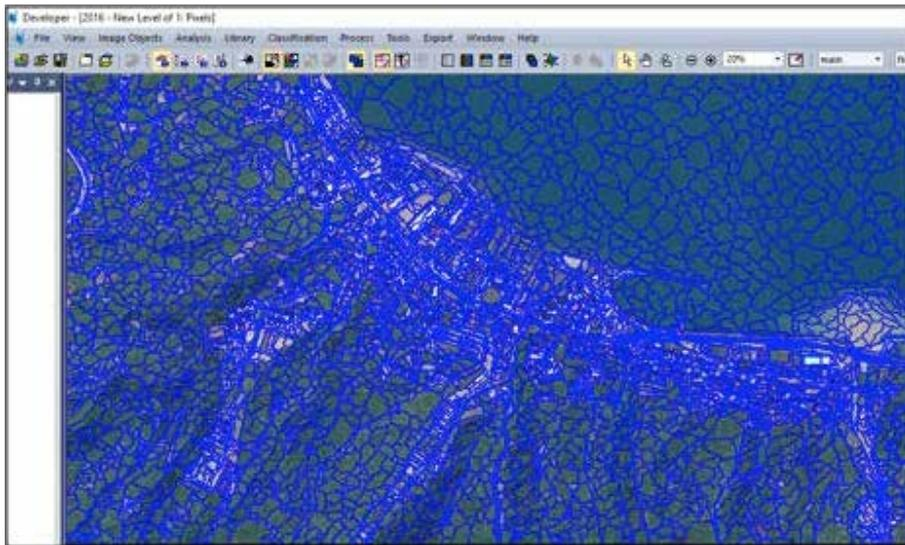 Developer - [2016 - New Level of 1: Pixels]
File View Image Objects Analysis Library Classification Process Tools Export Window Help
20% main